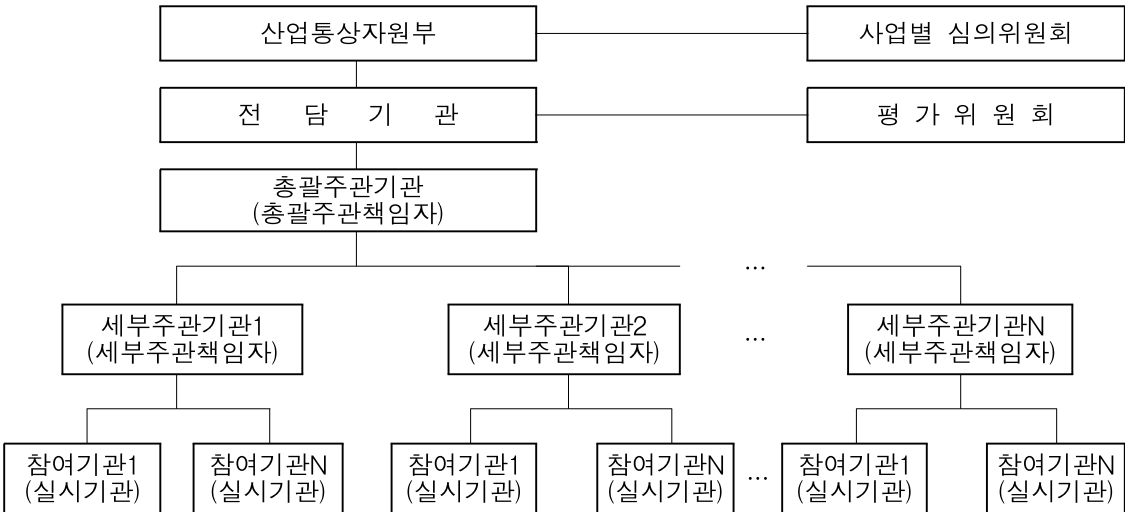 산업통상자원부
사업별 심의위원회
전 담 기 관
평 가 위 원 회
총괄주관기관
(총괄주관책임자)
...
세부주관기관1
(세부주관책임자)
세부주관기관2
(세부주관책임자)
...
세부주관기관N
(세부주관책임자)
참여기관1
(실시기관)
참여기관N
(실시기관)
참여기관1
(실시기관)
참여기관N
(실시기관)
...
참여기관1
(실시기관)
참여기관N
(실시기관)